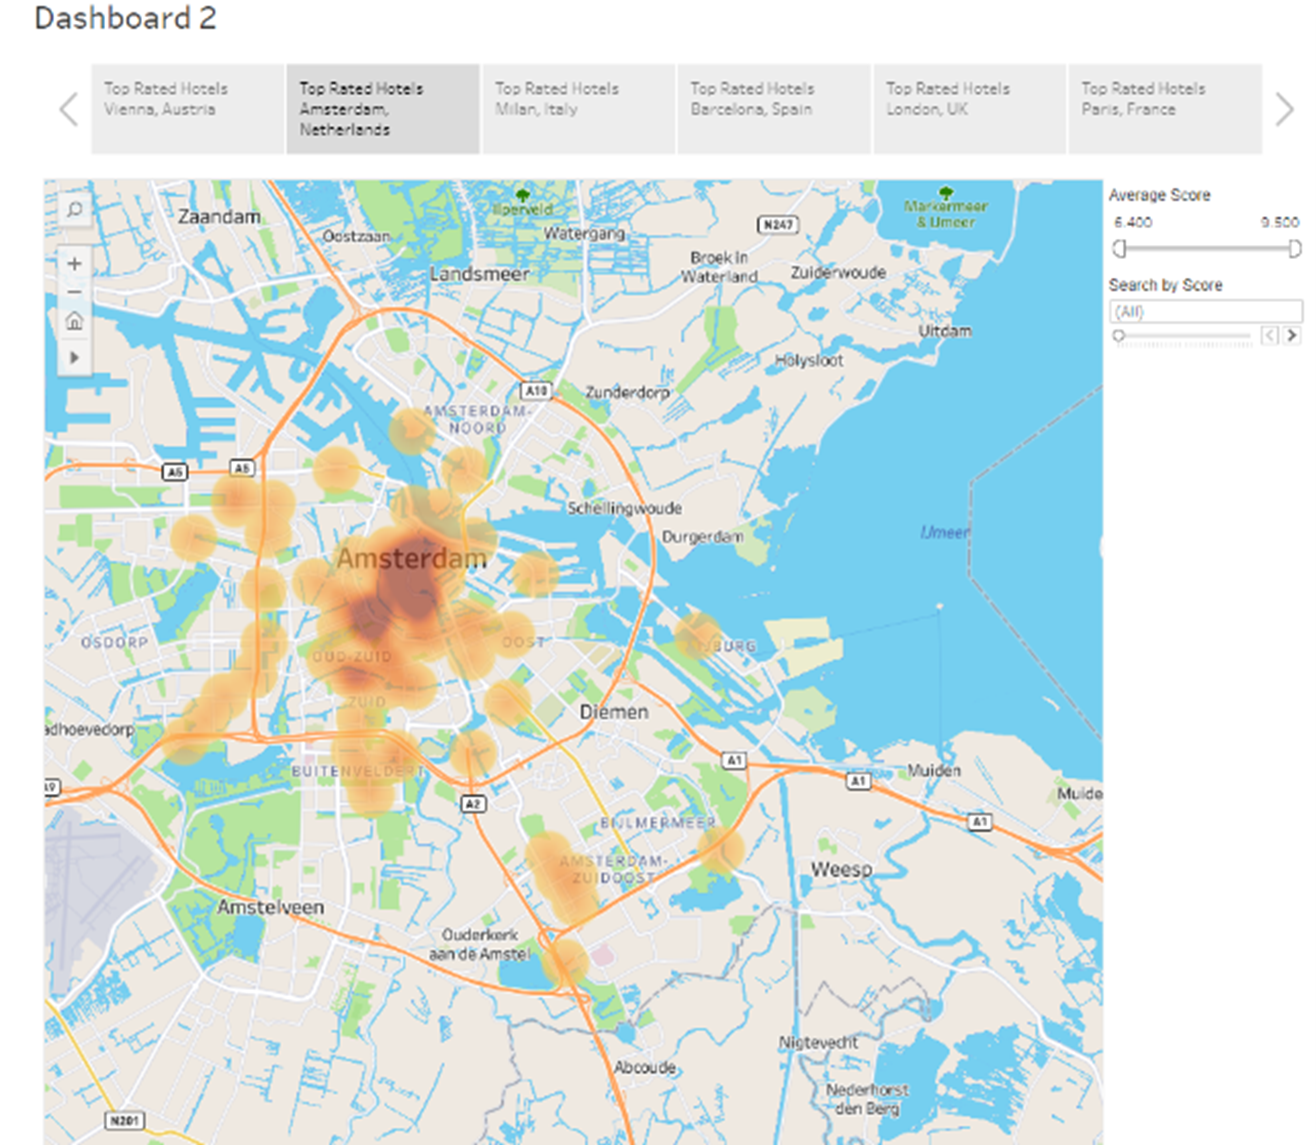 Dashboard 2
Top Rated Hotels
Vienna, Austria
Top Rated Hotels
Amsterdam,
Netherlands
Top Rated Hotels
Milan, Italy
Top Rated Hotels
Barcelona, Spain
Top Rated Hotels
London, UK
Top Rated Hotels
Paris, France
Average Score
6.400
9.500
Search by Score
(All)
Zaandam
Oostzaan
Ilperveld
Watergang
N247
Markermeer
& IJmeer
Landsmeer
Broek in
Waterland
Zuiderwoude
Uitdam
Holysloot
A10
Zunderdorp
AMSTERDAM-
NOORD
A5
A5
Schellingwoude
Durgerdam
IJmeer
Amsterdam
OSDORP
OOST
IJBURG
OUD-ZUID
ZUID
Diemen
adhoevedorp
BUITENVELDERT
A1
Muiden
A1
Muide
A9
A2
A1
BIJLMERMEER
AMSTERDAM-
ZUIDOOST
Weesp
Amstelveen
Ouderkerk
aan de Amstel
Nigtevecht
Abcoude
Nederhorst
den Berg
N201